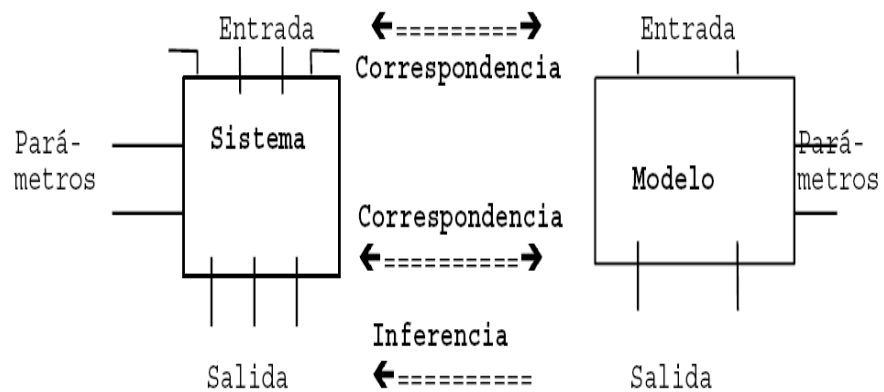 Entrada
Entrada
Correspondencia
Pará-
metros
Sistema
Modelo
Pará-
metros
Correspondencia
Inferencia
Salida
Salida